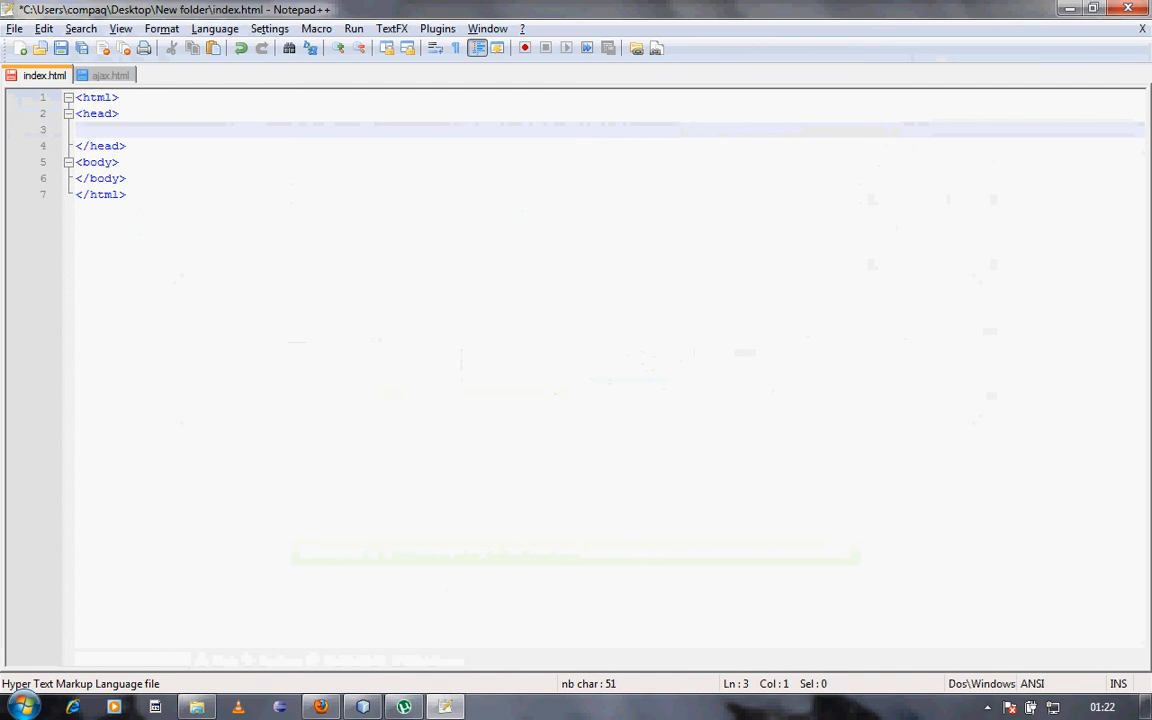 *C:\Users\compaq\Desktop\New folder\index.html - Notepad++
File Edit Search View Format Language Settings Macro Run TextFX Plugins Window ? X
index.html ajax.html
1 <html>
2 <head>
3
4 </head>
5 <body>
6 </body>
7 </html>
Hyper Text Markup Language file nb char : 51 Ln : 3 Col : 1 Sel : 0 Dos\Windows ANSI INS
01:22